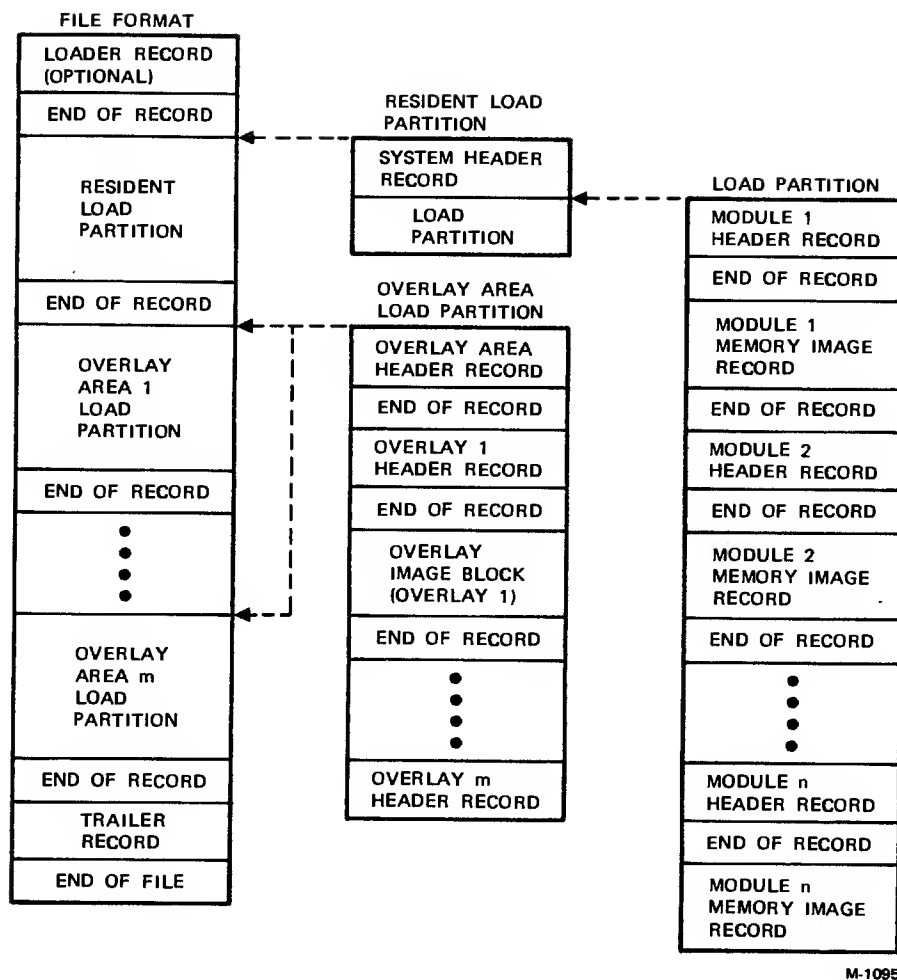 FILE FORMAT
LOADER RECORD
(OPTIONAL)
END OF RECORD
RESIDENT
LOAD
PARTITION
END OF RECORD
OVERLAY
AREA 1
LOAD
PARTITION
END OF RECORD
OVERLAY
AREA m
LOAD
PARTITION
END OF RECORD
TRAILER
RECORD
END OF FILE
RESIDENT LOAD
PARTITION
SYSTEM HEADER
RECORD
LOAD
PARTITION
OVERLAY AREA
LOAD PARTITION
OVERLAY AREA
HEADER RECORD
END OF RECORD
OVERLAY 1
HEADER RECORD
END OF RECORD
OVERLAY
IMAGE BLOCK
(OVERLAY 1)
END OF RECORD
OVERLAY m
HEADER RECORD
LOAD PARTITION
MODULE 1
HEADER RECORD
END OF RECORD
MODULE 1
MEMORY IMAGE
RECORD
END OF RECORD
MODULE 2
HEADER RECORD
END OF RECORD
MODULE 2
MEMORY IMAGE
RECORD
END OF RECORD
MODULE n
HEADER RECORD
END OF RECORD
MODULE n
MEMORY IMAGE
RECORD
M-1095